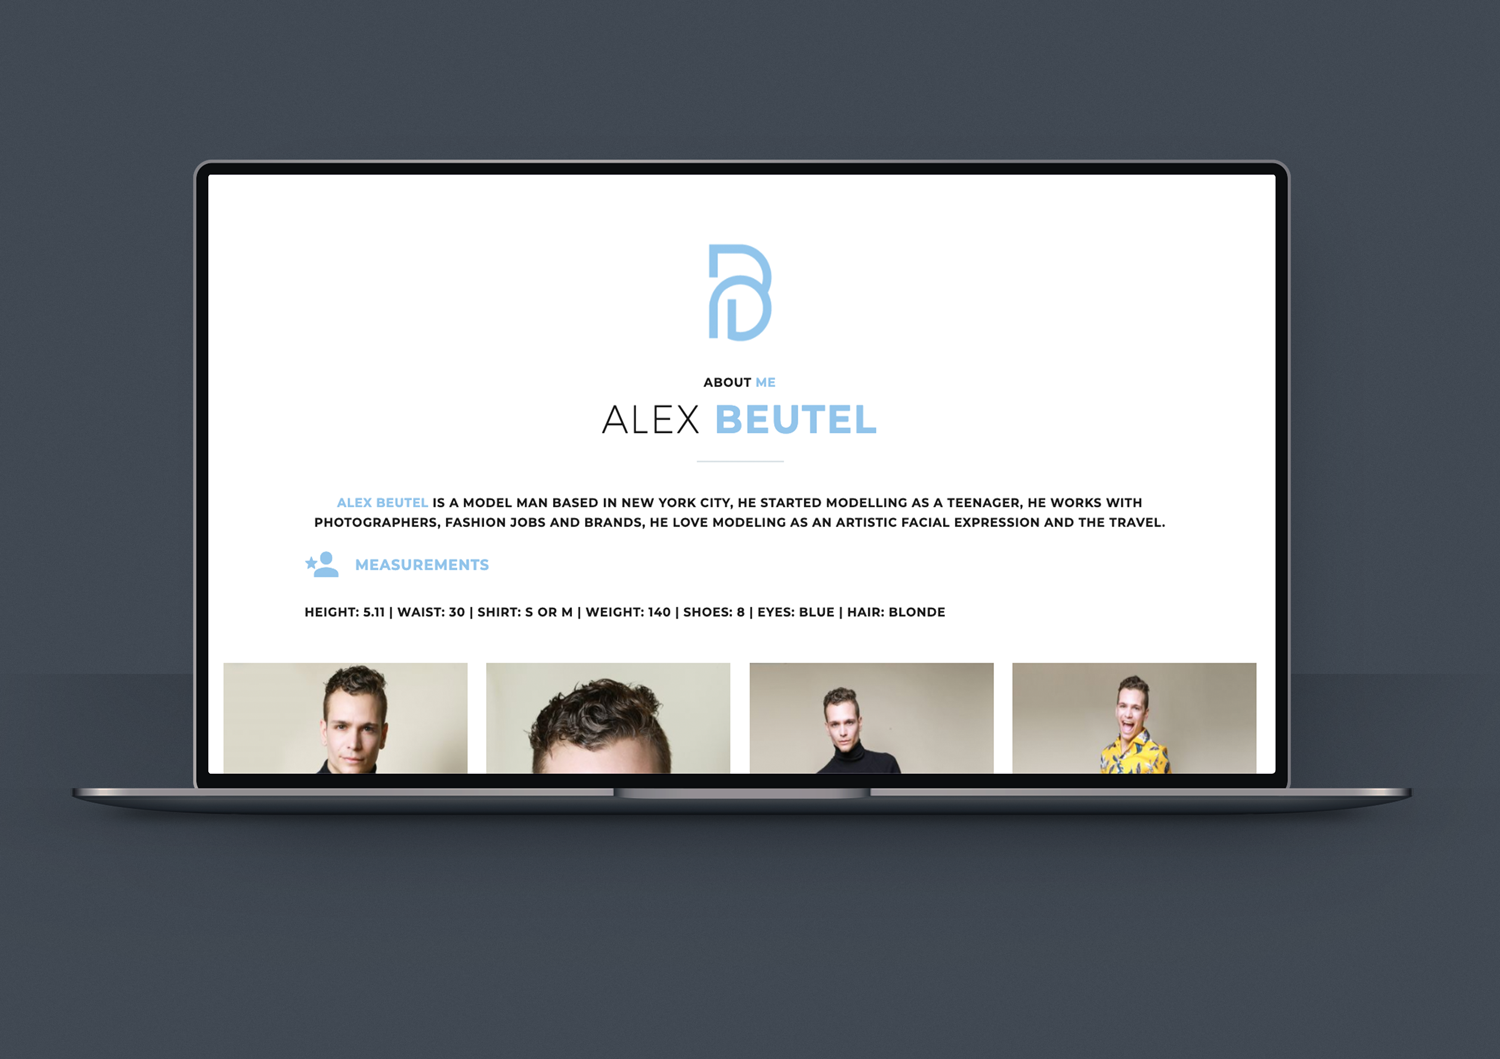 ABOUT ME
ALEX BEUTEL
ALEX BEUTEL IS A MODEL MAN BASED IN NEW YORK CITY, HE STARTED MODELLING AS A TEENAGER, HE WORKS WITH
PHOTOGRAPHERS, FASHION JOBS AND BRANDS, HE LOVE MODELING AS AN ARTISTIC FACIAL EXPRESSION AND THE TRAVEL.
MEASUREMENTS
HEIGHT: 5.11 | WAIST: 30 | SHIRT: S OR M | WEIGHT: 140 | SHOES: 8 | EYES: BLUE | HAIR: BLONDE